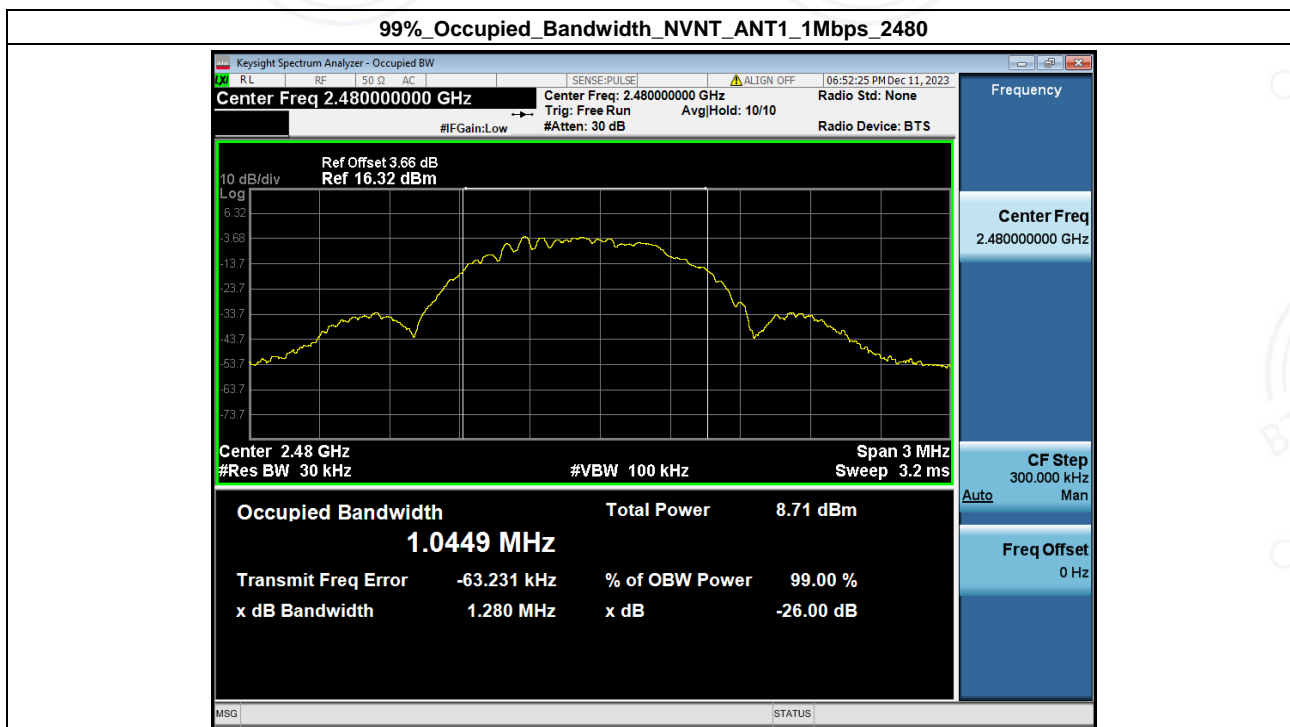 99%_Occupied_Bandwidth_NVNT_ANT1_1Mbps_2480
Keysight Spectrum Analyzer - Occupied BW
LXI RL RF 50 Ω AC SENSE:PULSE ALIGN OFF 06:52:25 PM Dec 11, 2023
Center Freq 2.480000000 GHz Center Freq: 2.480000000 GHz Radio Std: None
Trig: Free Run Avg|Hold: 10/10
#IFGain:Low #Atten: 30 dB Radio Device: BTS
Frequency
Ref Offset 3.66 dB
10 dB/div Ref 16.32 dBm
Log
6.32
-3.68
-13.7
-23.7
-33.7
-43.7
-53.7
-63.7
-73.7
Center 2.48 GHz Span 3 MHz
#Res BW 30 kHz #VBW 100 kHz Sweep 3.2 ms
Occupied Bandwidth Total Power 8.71 dBm
1.0449 MHz
Transmit Freq Error -63.231 kHz % of OBW Power 99.00 %
x dB Bandwidth 1.280 MHz x dB -26.00 dB
Center Freq
2.480000000 GHz
CF Step
300.000 kHz
Auto Man
Freq Offset
0 Hz
MSG STATUS